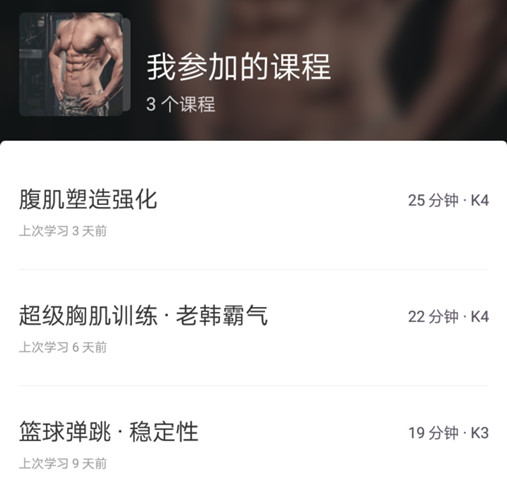 我参加的课程
3 个课程
腹肌塑造强化
25 分钟 · K4
上次学习 3 天前
超级胸肌训练 · 老韩霸气
22 分钟 · K4
上次学习 6 天前
篮球弹跳 · 稳定性
19 分钟 · K3
上次学习 9 天前